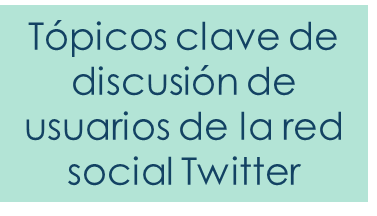 Tópicos clave de
discusión de
usuarios de la red
social Twitter